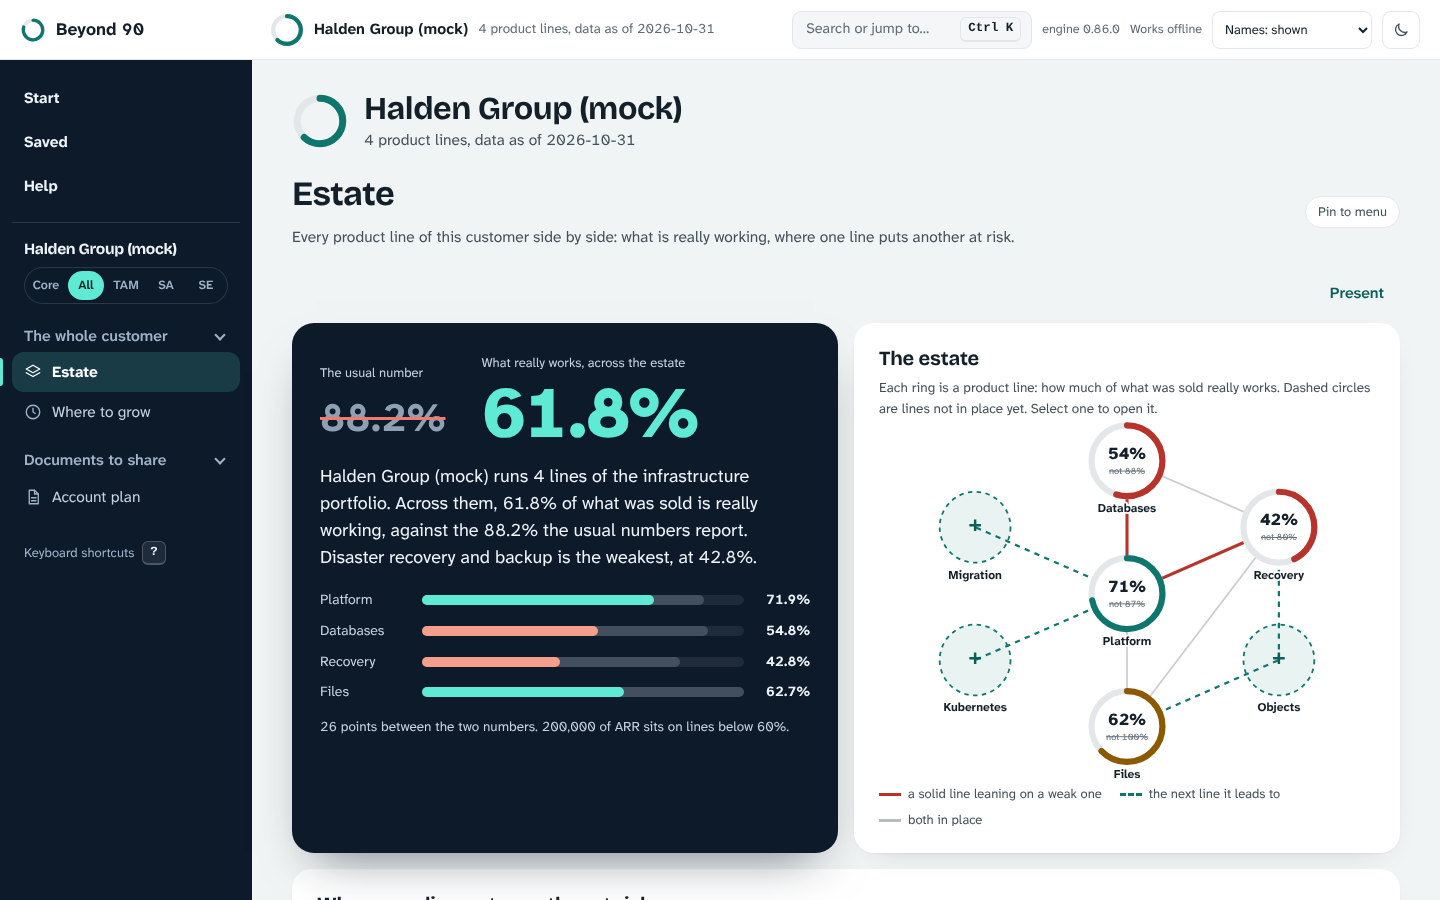 Beyond 90
Halden Group (mock) 4 product lines, data as of 2026-10-31
Search or jump to... Ctrl K
engine 0.86.0 Works offline
Names: shown
Start
Saved
Help
Halden Group (mock)
Core All TAM SA SE
The whole customer
Estate
Where to grow
Documents to share
Account plan
Keyboard shortcuts ?
Halden Group (mock)
4 product lines, data as of 2026-10-31
Estate
Pin to menu
Every product line of this customer side by side: what is really working, where one line puts another at risk.
Present
The usual number
88.2%
What really works, across the estate
61.8%
Halden Group (mock) runs 4 lines of the infrastructure
portfolio. Across them, 61.8% of what was sold is really
working, against the 88.2% the usual numbers report.
Disaster recovery and backup is the weakest, at 42.8%.
Platform 71.9%
Databases 54.8%
Recovery 42.8%
Files 62.7%
26 points between the two numbers. 200,000 of ARR sits on lines below 60%.
The estate
Each ring is a product line: how much of what was sold really works. Dashed circles
are lines not in place yet. Select one to open it.
54%
not 88%
Databases
+
Migration
42%
not 80%
Recovery
71%
not 87%
Platform
+
Kubernetes
+
Objects
62%
not 100%
Files
a solid line leaning on a weak one
the next line it leads to
both in place